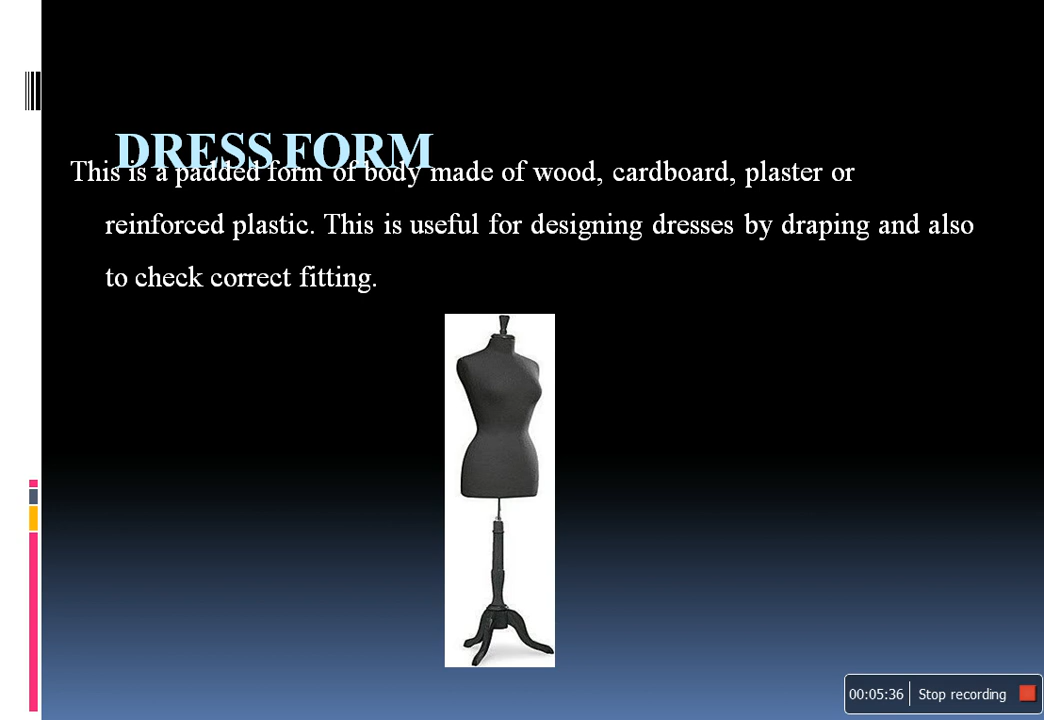 DRESS FORM
This is a padded form of body made of wood, cardboard, plaster or
reinforced plastic. This is useful for designing dresses by draping and also
to check correct fitting.
00:05:36 Stop recording